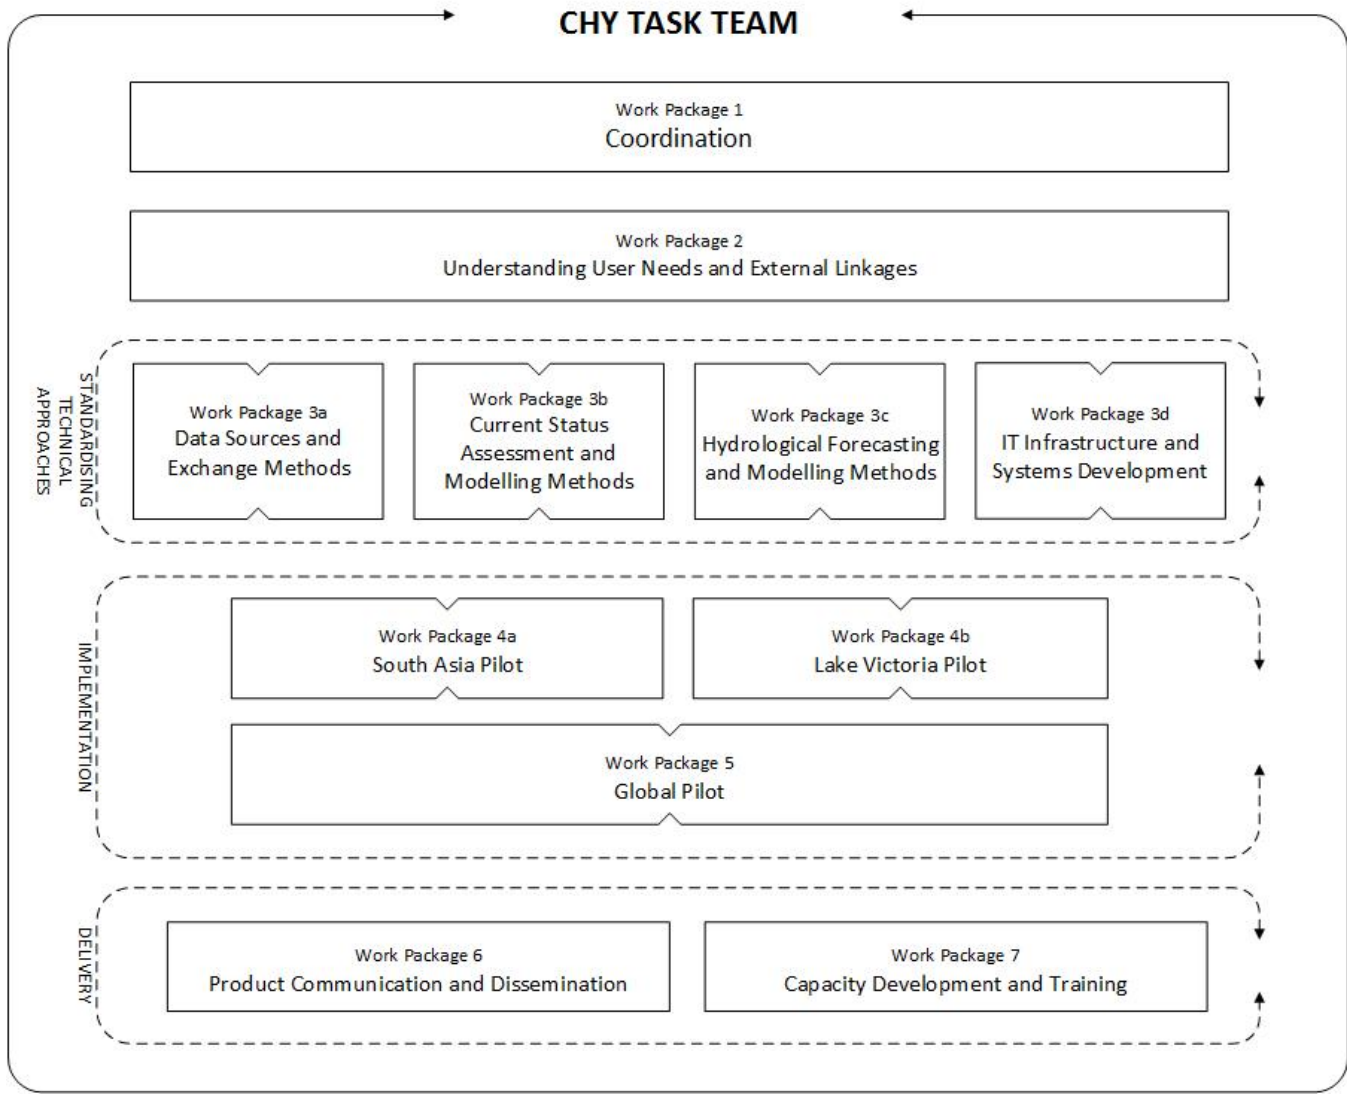 CHY TASK TEAM
Work Package 1
Coordination
Work Package 2
Understanding User Needs and External Linkages
STANDARDISING
TECHNICAL
APPROACHES
Work Package 3a
Data Sources and
Exchange Methods
Work Package 3b
Current Status
Assessment and
Modelling Methods
Work Package 3c
Hydrological Forecasting
and Modelling Methods
Work Package 3d
IT Infrastructure and
Systems Development
IMPLEMENTATION
Work Package 4a
South Asia Pilot
Work Package 4b
Lake Victoria Pilot
Work Package 5
Global Pilot
DELIVERY
Work Package 6
Product Communication and Dissemination
Work Package 7
Capacity Development and Training